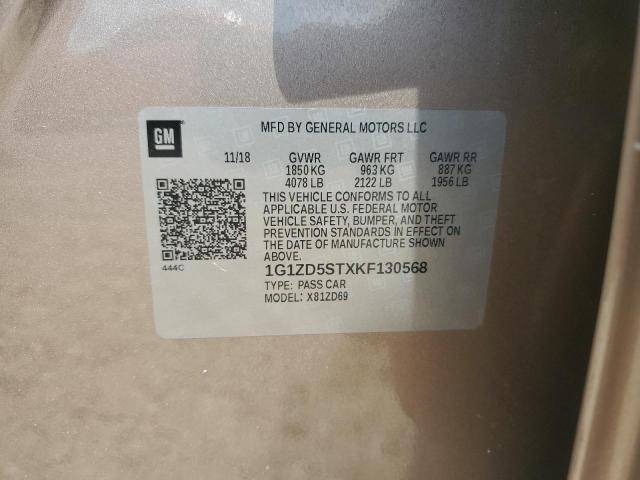 GM
MFD BY GENERAL MOTORS LLC
11/18 GVWR GAWR FRT GAWR RR
1850 KG 963 KG 887 KG
4078 LB 2122 LB 1956 LB
THIS VEHICLE CONFORMS TO ALL
APPLICABLE U.S. FEDERAL MOTOR
VEHICLE SAFETY, BUMPER, AND THEFT
PREVENTION STANDARDS IN EFFECT ON
THE DATE OF MANUFACTURE SHOWN
ABOVE.
444C
1G1ZD5STXKF130568
TYPE: PASS CAR
MODEL: X81ZD69